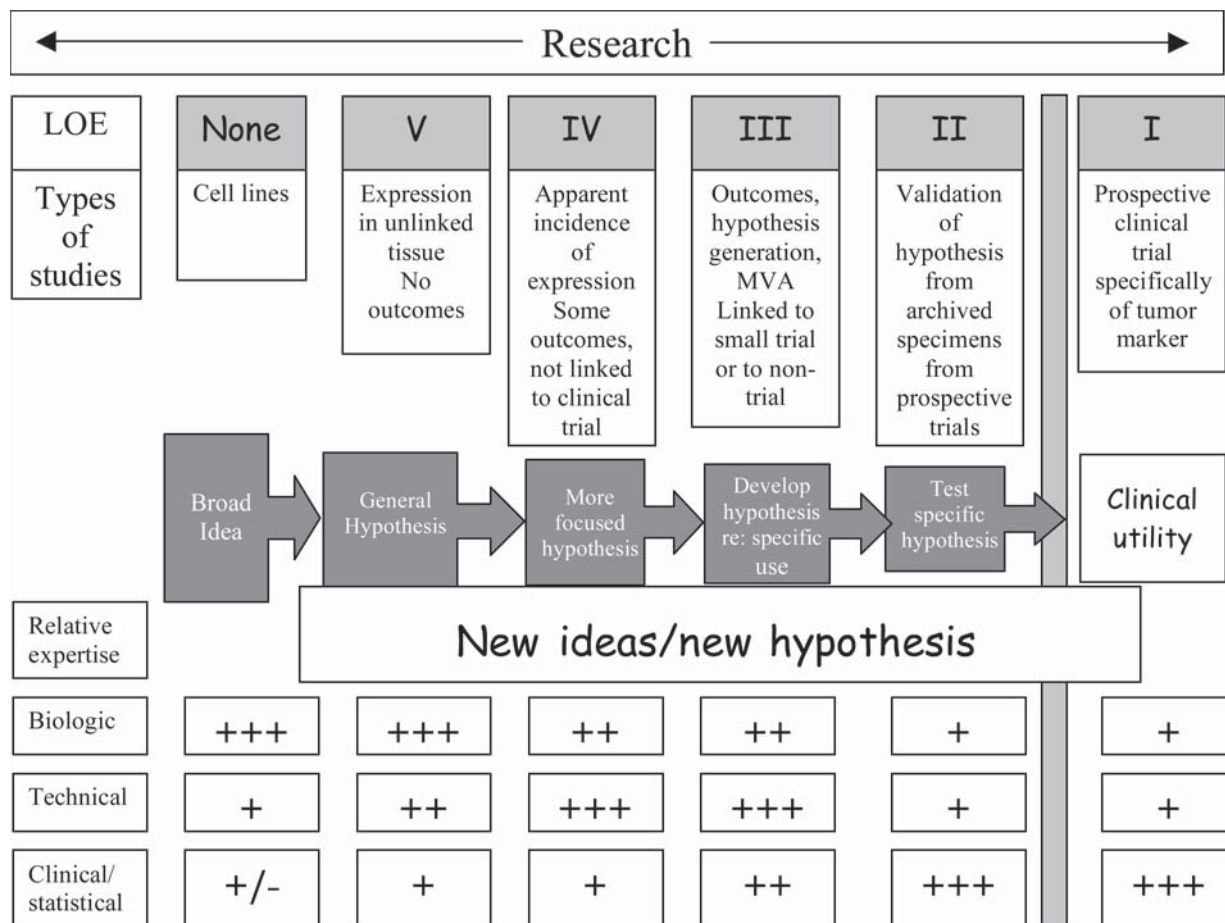 Research
LOE
None
V
IV
III
II
I
Types
of
studies
Cell lines
Expression
in unlinked
tissue
No
outcomes
Apparent
incidence
of
expression
Some
outcomes,
not linked
to clinical
trial
Outcomes,
hypothesis
generation,
MVA
Linked to
small trial
or to non-
trial
Validation
of
hypothesis
from
archived
specimens
from
prospective
trials
Prospective
clinical
trial
specifically
of tumor
marker
Broad
Idea
General
Hypothesis
More
focused
hypothesis
Develop
hypothesis
re: specific
use
Test
specific
hypothesis
Clinical
utility
Relative
expertise
New ideas/new hypothesis
Biologic
+++
+++
++
++
+
+
Technical
+
++
+++
+++
+
+
Clinical/
statistical
+/-
+
+
++
+++
+++